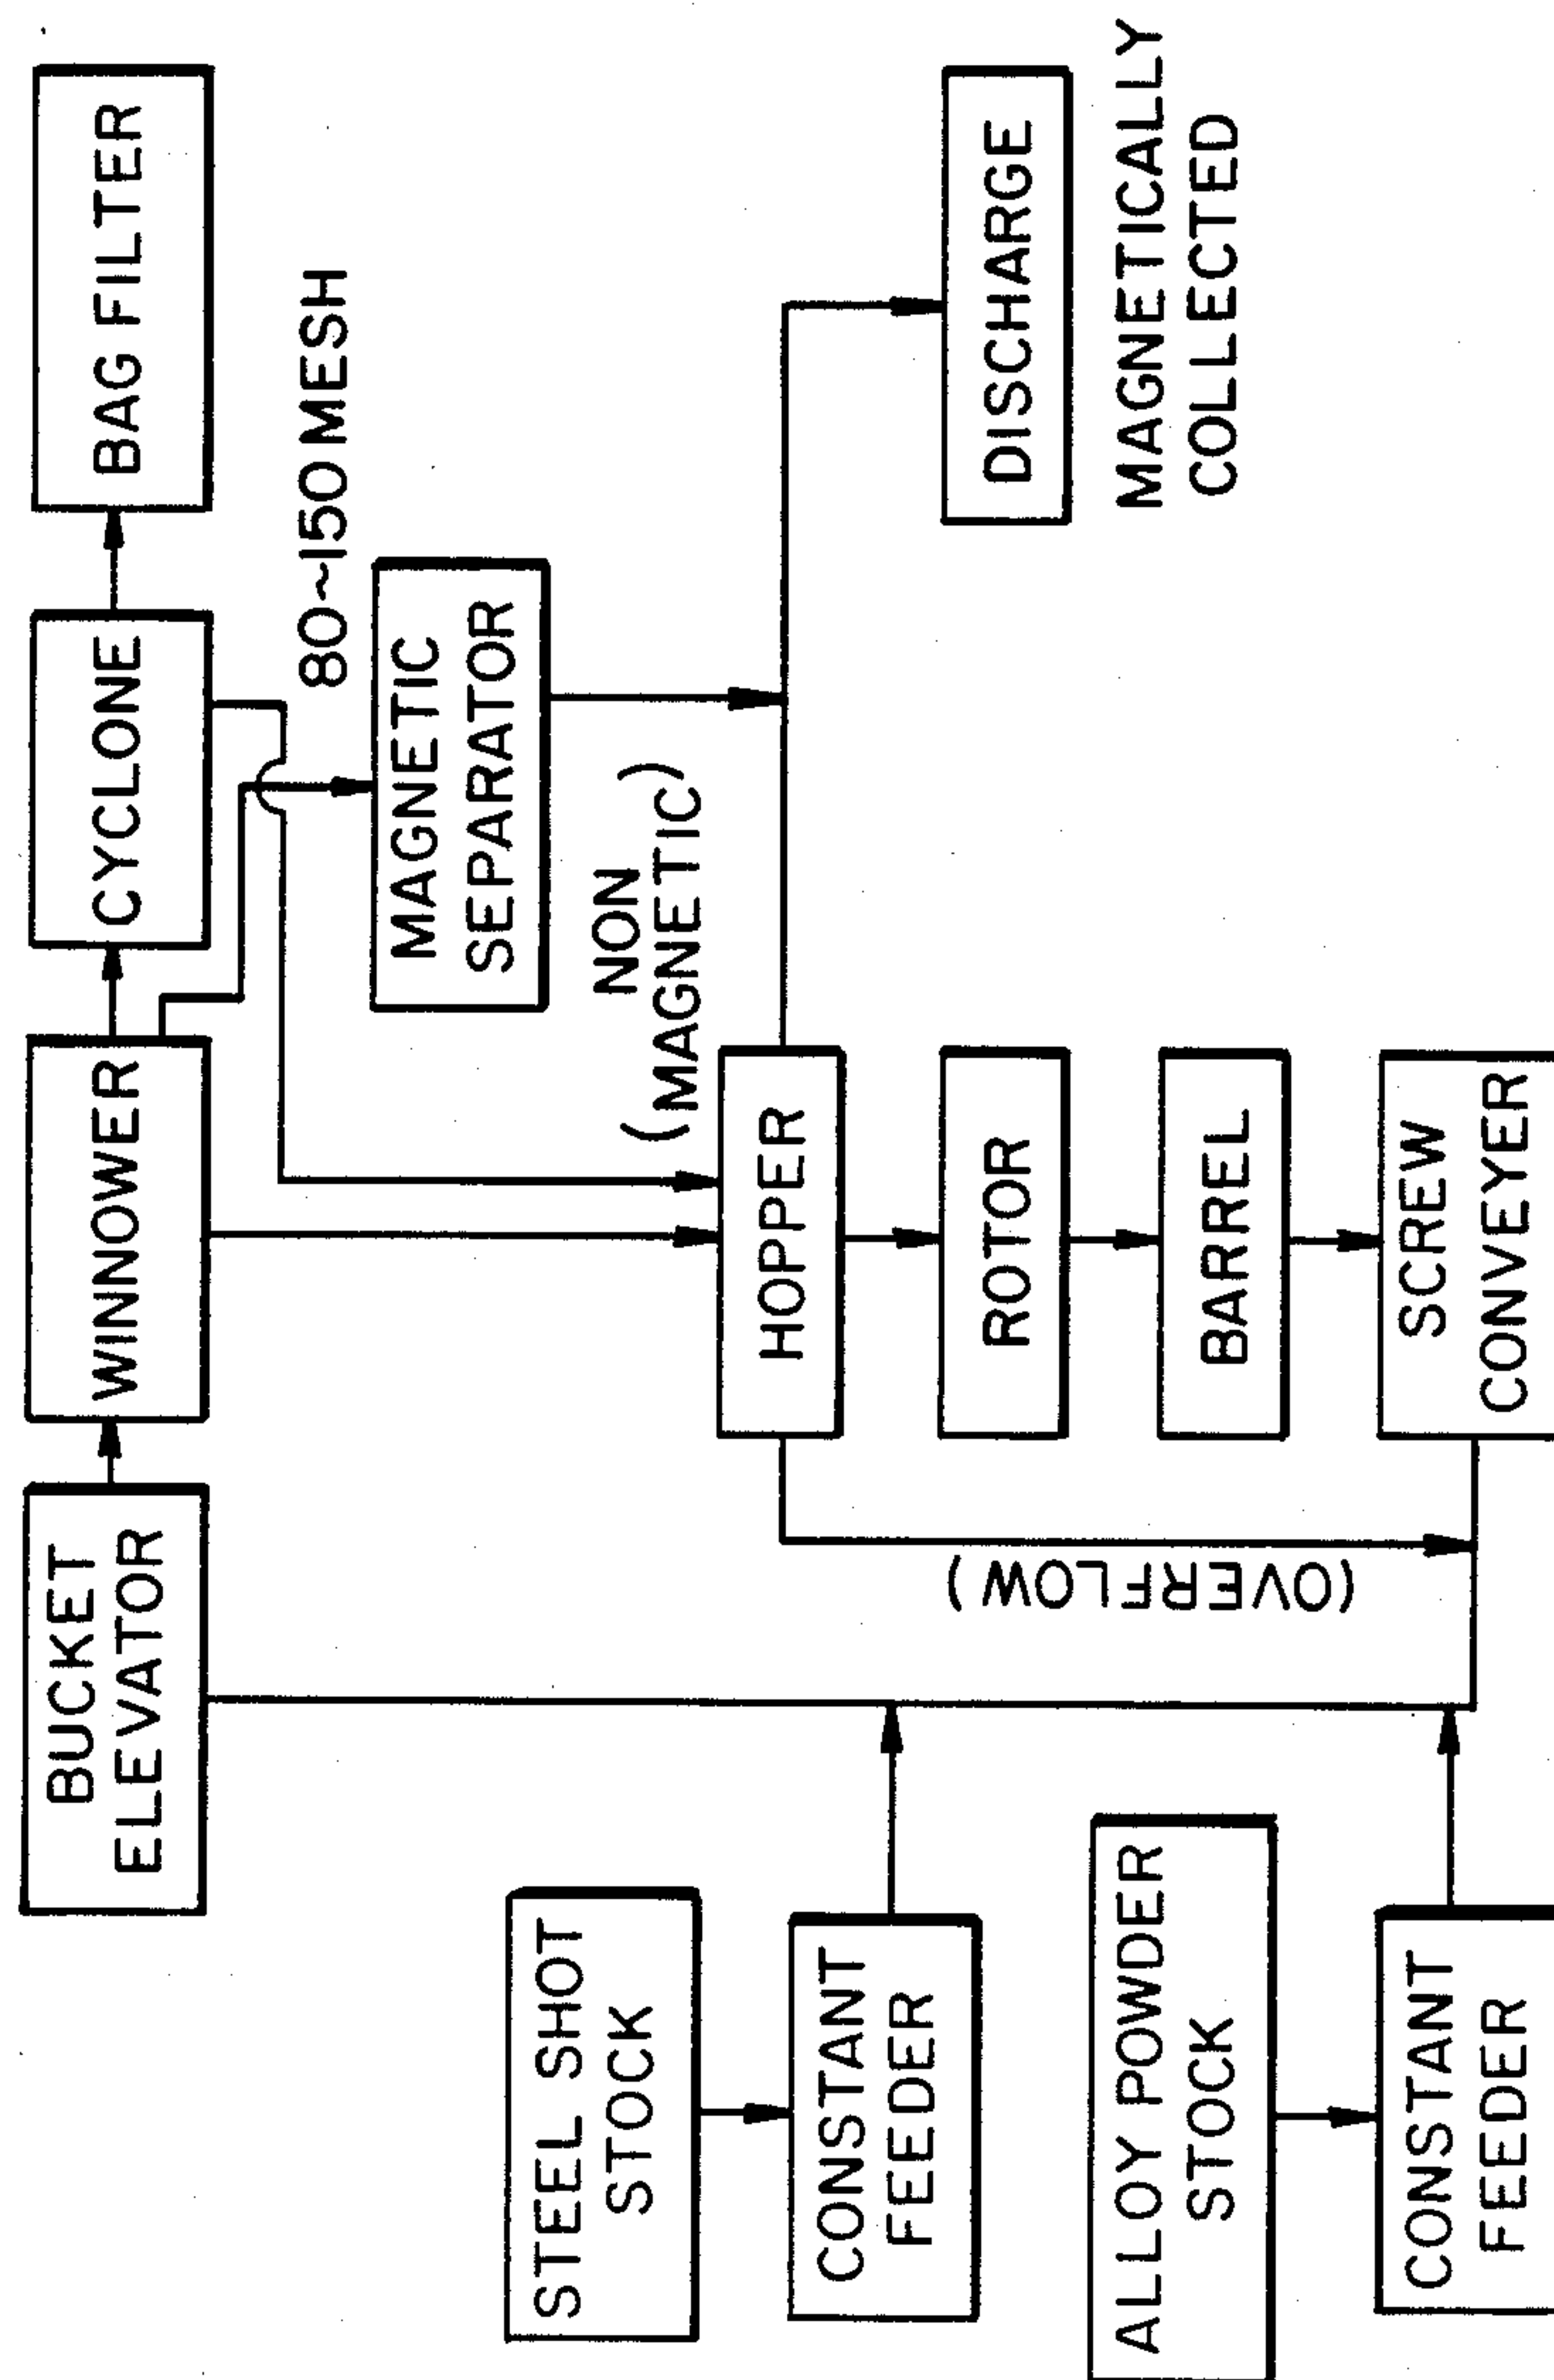 BUCKET
ELEVATOR
WINNOWER
CYCLONE
BAG FILTER
80~150 MESH
STEEL SHOT
STOCK
MAGNETIC
SEPARATOR
NON
(MAGNETIC)
CONSTANT
FEEDER
HOPPER
(OVERFLOW)
ROTOR
DISCHARGE
MAGNETICALLY
COLLECTED
ALLOY POWDER
STOCK
BARREL
CONSTANT
FEEDER
SCREW
CONVEYER